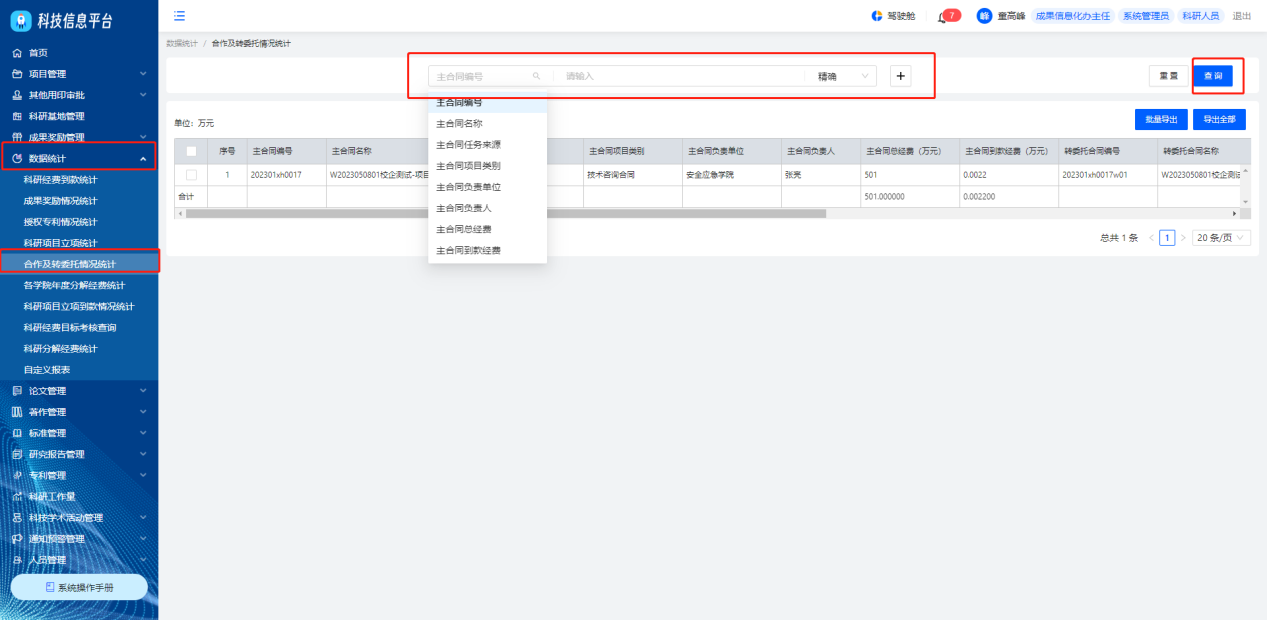 科技信息平台
驾驶舱 7 峰 董高峰 成果信息化办主任 系统管理员 科研人员 退出
首页
项目管理
其他用印审批
科研基地管理
成果奖励管理
数据统计
科研经费到款统计
成果奖励情况统计
授权专利情况统计
科研项目立项统计
合作及转委托情况统计
各学院年度分解经费统计
科研项目立项到款情况统计
科研经费目标考核查询
科研分解经费统计
自定义报表
论文管理
著作管理
标准管理
研究报告管理
专利管理
科研工作量
科技学术活动管理
通知预警管理
人员管理
系统操作手册
数据统计 / 合作及转委托情况统计
主合同编号 请输入 精确 + 重置 查询
主合同编号
主合同名称
主合同任务来源
主合同项目类别
主合同负责单位
主合同负责人
主合同总经费
主合同到款经费
单位：万元 批量导出 导出全部
序号 主合同编号 主合同名称 主合同项目类别 主合同负责单位 主合同负责人 主合同总经费（万元） 主合同到款经费（万元） 转委托合同编号 转委托合同名称
1 202301xh0017 W2023050801校企测试-项目 技术咨询合同 安全应急学院 张亮 501 0.0022 202301xh0017w01 W2023050801校企测试
合计 501.000000 0.002200
总共 1 条 < 1 > 20 条/页